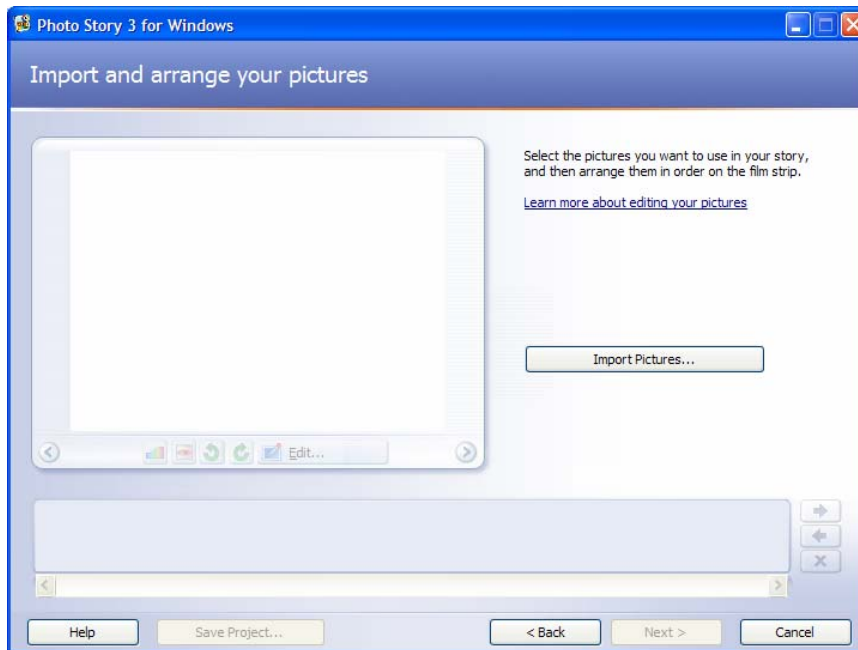 Photo Story 3 for Windows
Import and arrange your pictures
Select the pictures you want to use in your story,
and then arrange them in order on the film strip.
Learn more about editing your pictures
Import Pictures...
Edit...
Help
Save Project...
< Back
Next >
Cancel